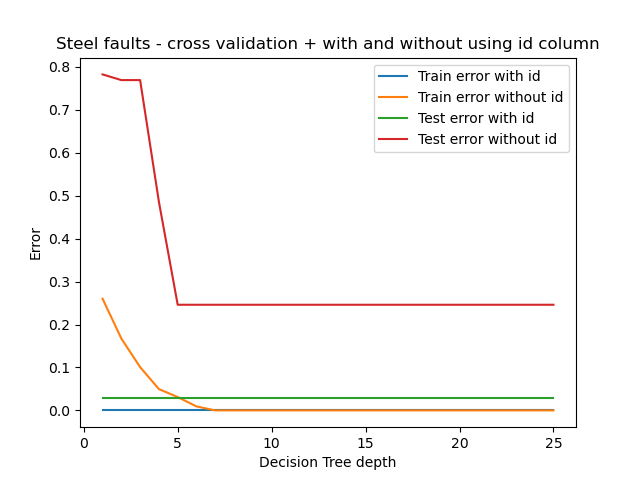 Steel faults - cross validation + with and without using id column
0.8
0.7
0.6
0.5
0.4
0.3
0.2
0.1
0.0
Error
Train error with id
Train error without id
Test error with id
Test error without id
0 5 10 15 20 25
Decision Tree depth